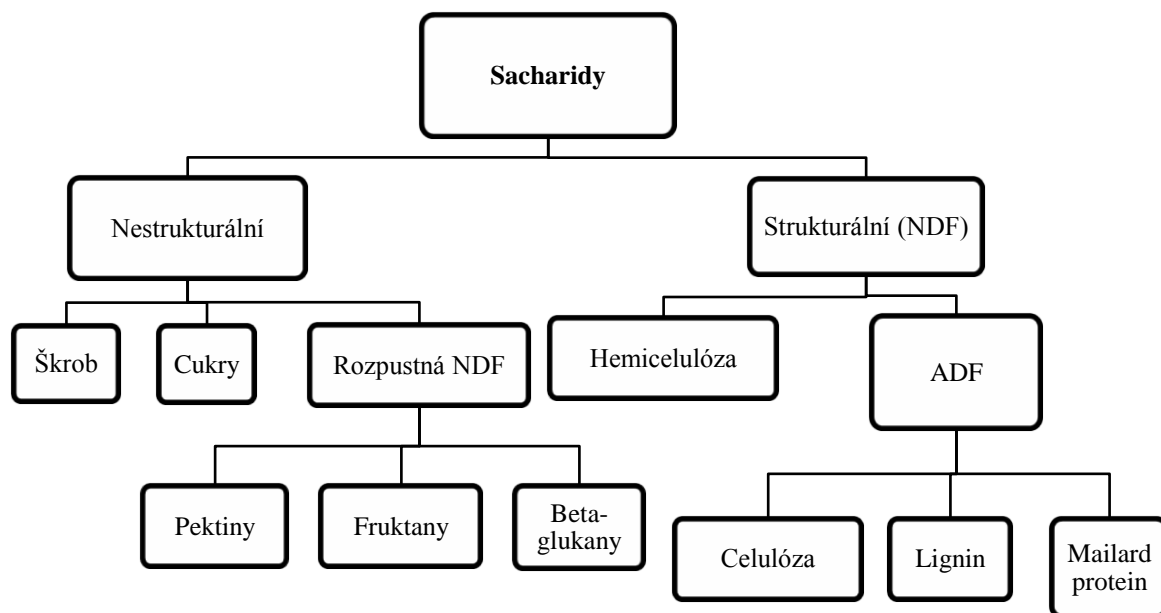 Sacharidy
Nestrukturální
Strukturální (NDF)
Škrob
Cukry
Rozpustná NDF
Hemicelulóza
ADF
Pektiny
Fruktany
Beta-
glukany
Celulóza
Lignin
Mailard
protein